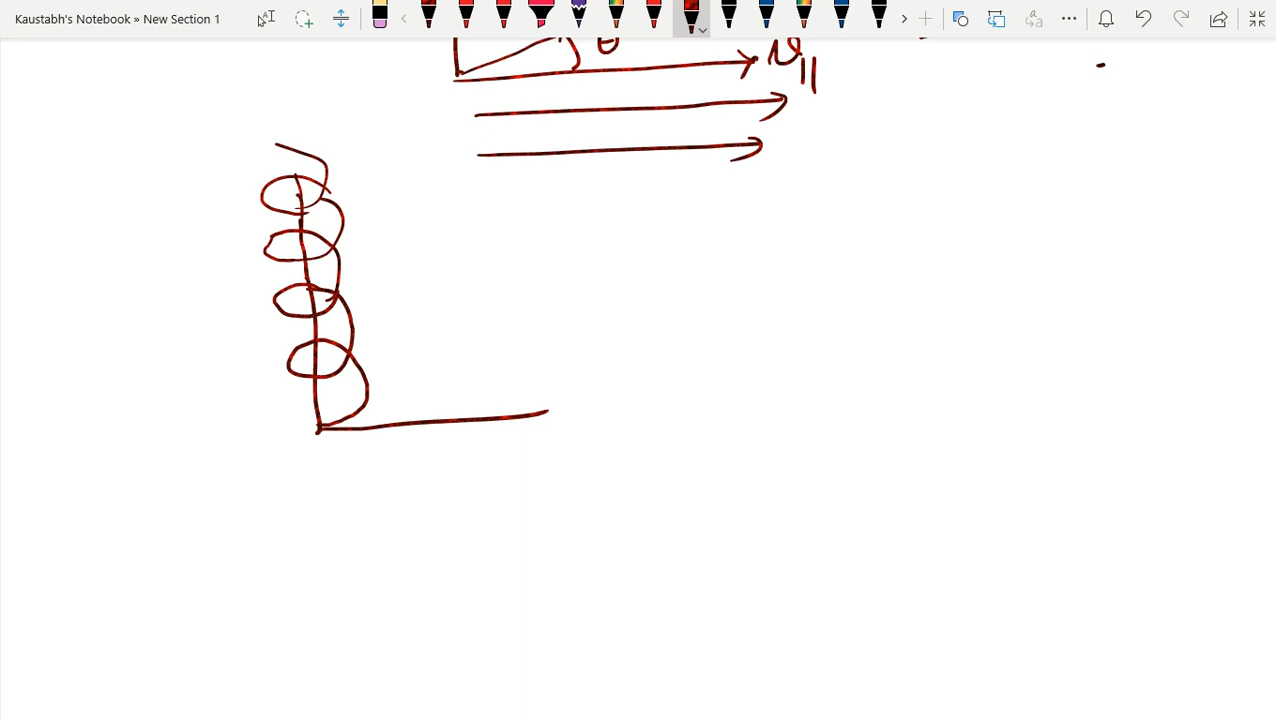 Kaustabh's Notebook » New Section 1
θ
v||